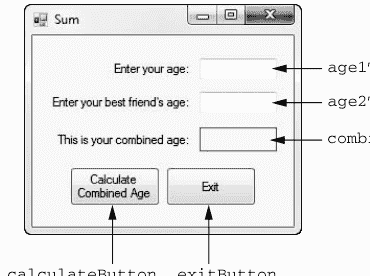 Sum
Enter your age:
age1
Enter your best friend's age:
age2
This is your combined age:
combi
Calculate
Combined Age
Exit
calculateButton exitButton